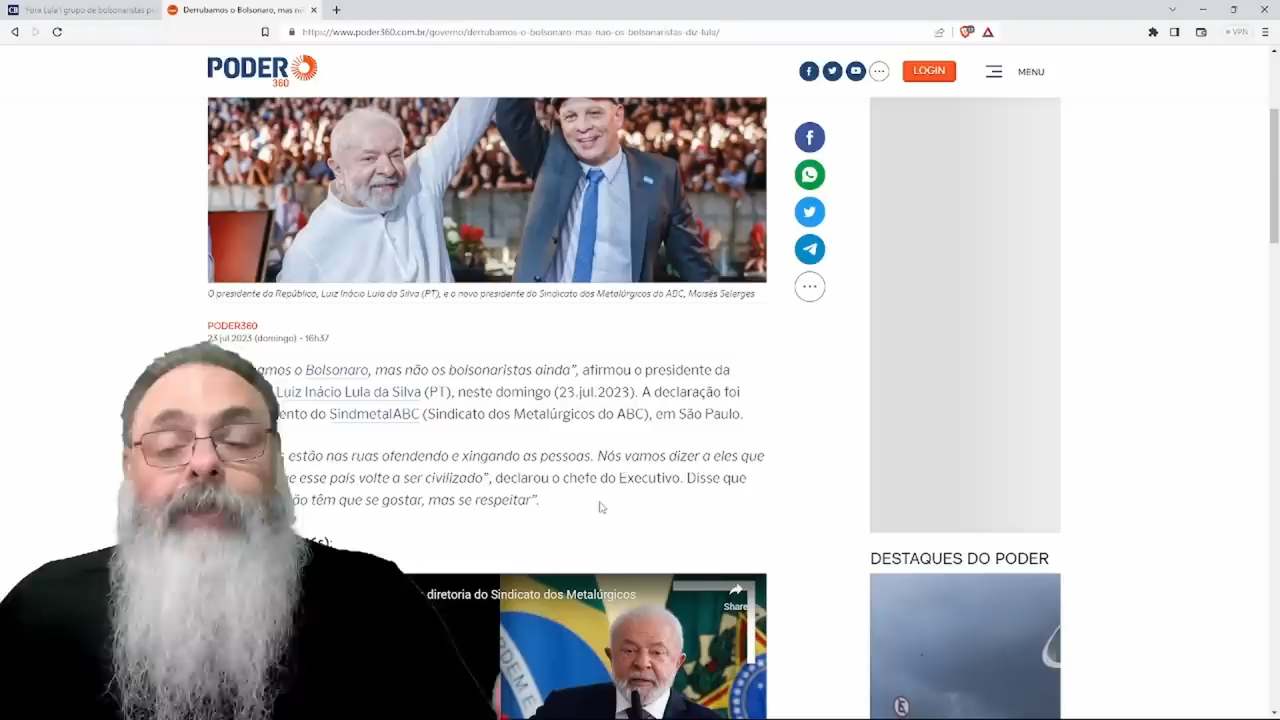 "Fora Lula": grupo de bolsonaristas
Derrubamos o Bolsonaro, mas
https://www.poder360.com.br/governo/derrubamos-o-bolsonaro-mas-nao-os-bolsonaristas-diz-lula/
VPN
PODER
360
LOGIN
MENU
O presidente da República, Luiz Inácio Lula da Silva (PT), e o novo presidente do Sindicato dos Metalúrgicos do ABC, Moisés Selerges
PODER360
23.jul.2023 (domingo) - 16h37
amos o Bolsonaro, mas não os bolsonaristas ainda”, afirmou o presidente da
Luiz Inácio Lula da Silva (PT), neste domingo (23.jul.2023). A declaração foi
ento do SindmetalABC (Sindicato dos Metalúrgicos do ABC), em São Paulo.
estão nas ruas ofendendo e xingando as pessoas. Nós vamos dizer a eles que
e esse país volte a ser civilizado”, declarou o chefe do Executivo. Disse que
ão têm que se gostar, mas se respeitar”.
diretoria do Sindicato dos Metalúrgicos
Share
DESTAQUES DO PODER